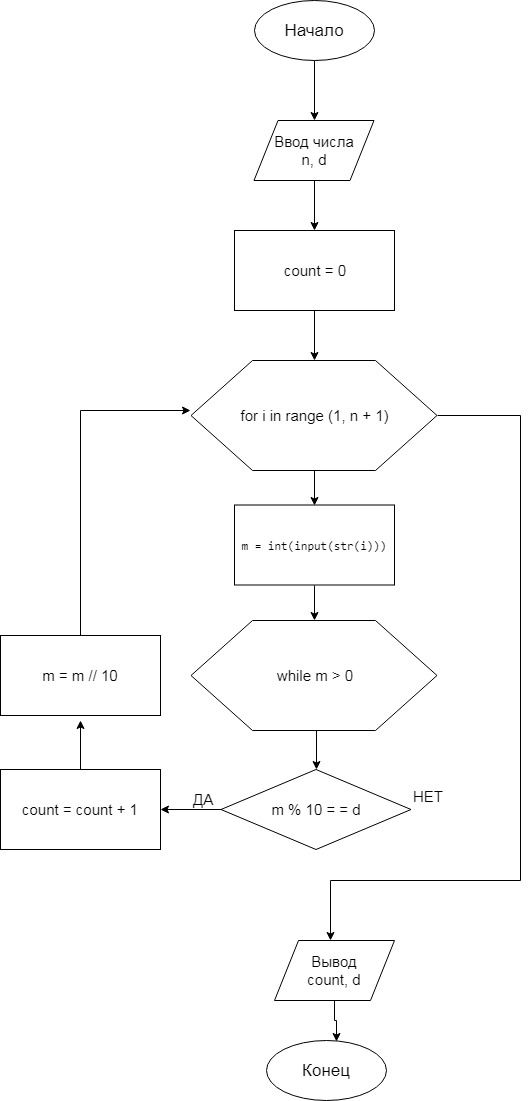 Начало
Ввод числа
n, d
count = 0
for i in range (1, n + 1)
m = int(input(str(i)))
m = m // 10
while m > 0
count = count + 1
ДА
m % 10 = = d
НЕТ
Вывод
count, d
Конец